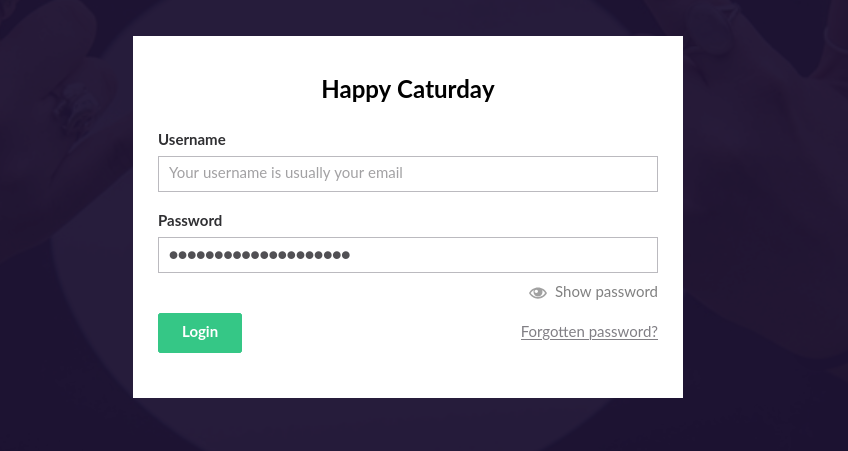 Happy Caturday
Username
Your username is usually your email
Password
●●●●●●●●●●●●●●●●●●●●
Show password
Login
Forgotten password?